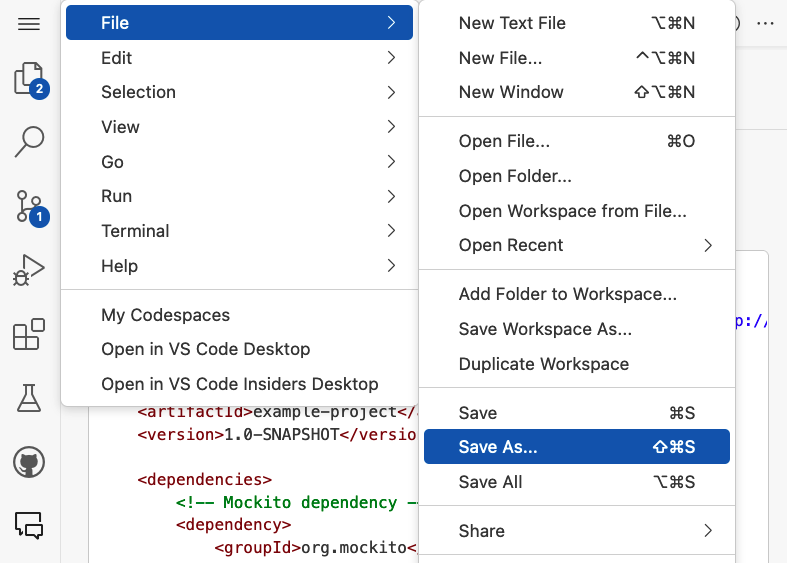 File
Edit
Selection
View
Go
Run
Terminal
Help
My Codespaces
Open in VS Code Desktop
Open in VS Code Insiders Desktop
New Text File ⌥⌘N
New File... ^⌥⌘N
New Window ⇧⌥⌘N
Open File... ⌘O
Open Folder...
Open Workspace from File...
Open Recent
Add Folder to Workspace...
Save Workspace As...
Duplicate Workspace
Save ⌘S
Save As... ⇧⌘S
Save All ⌥⌘S
Share
2
1
p://
<artifactId>example-project</
<version>1.0-SNAPSHOT</versio
<dependencies>
<!-- Mockito dependency -
<dependency>
<groupId>org.mockito<